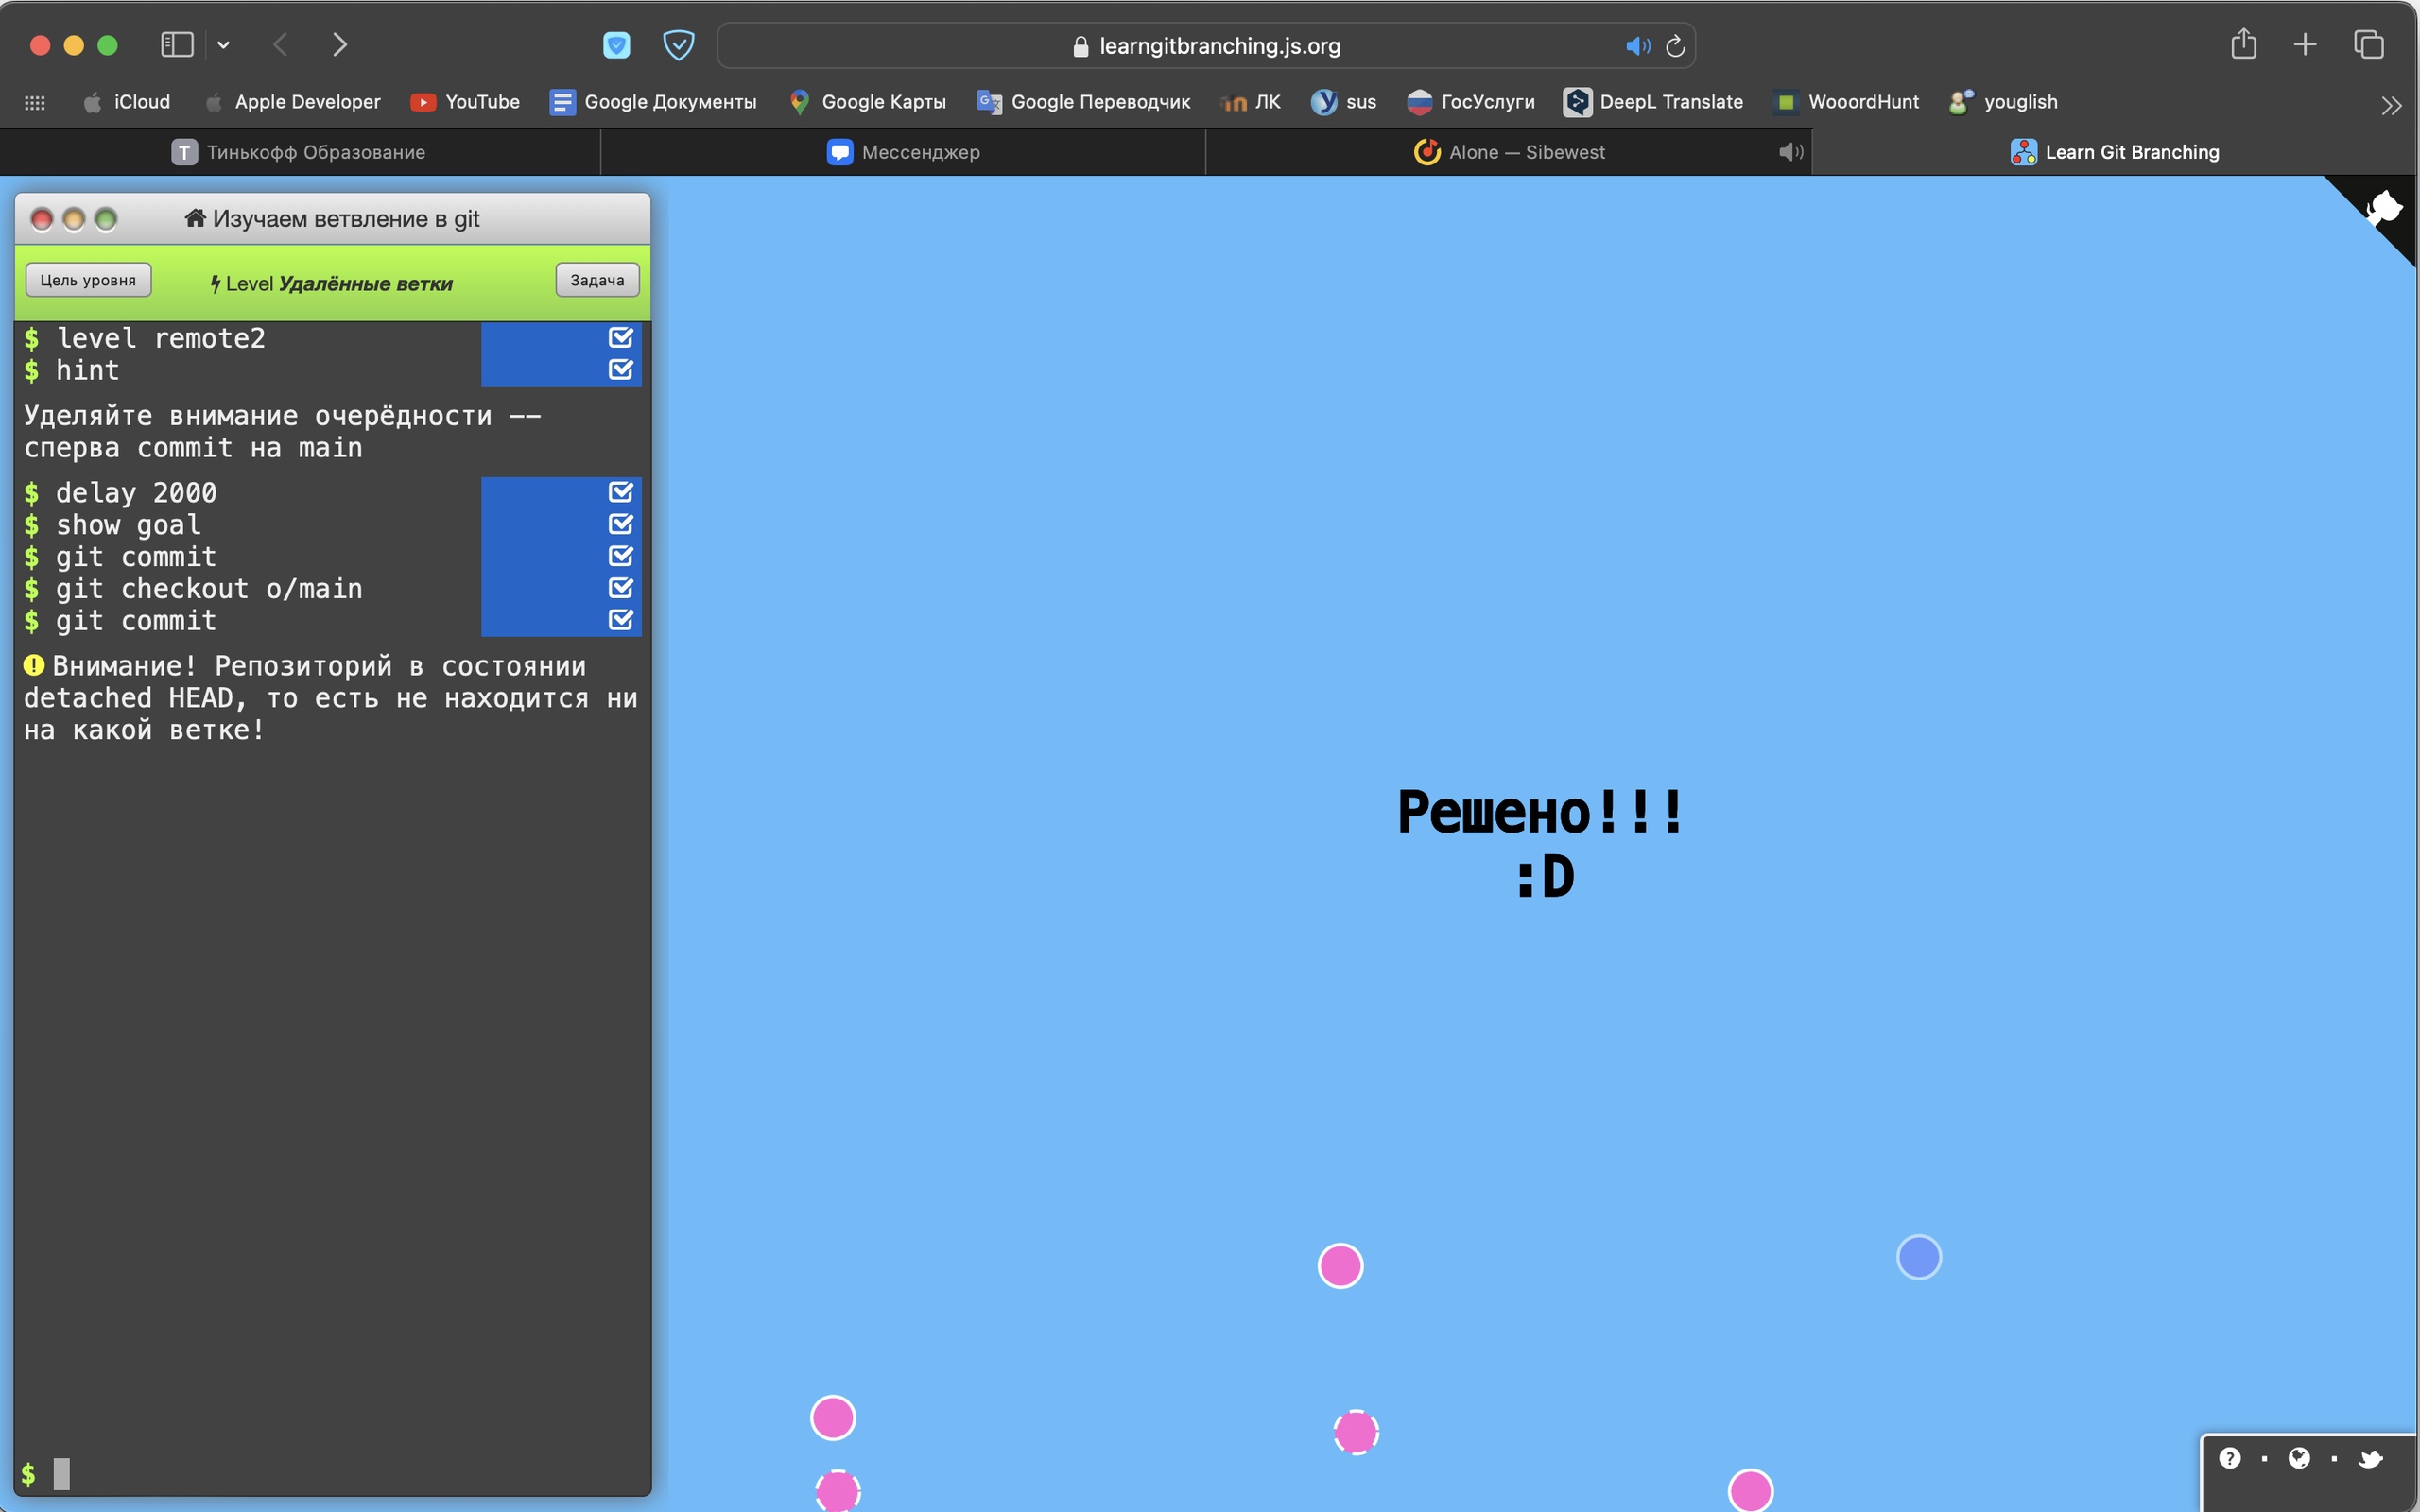 learngitbranching.js.org
iCloud
Apple Developer
YouTube
Google Документы
Google Карты
Google Переводчик
ЛК
sus
ГосУслуги
DeepL Translate
WooordHunt
youglish
T Тинькофф Образование
Мессенджер
Alone — Sibewest
Learn Git Branching
Изучаем ветвление в git
Цель уровня
Level Удалённые ветки
Задача
$ level remote2
$ hint
Уделяйте внимание очерёдности --
сперва commit на main
$ delay 2000
$ show goal
$ git commit
$ git checkout o/main
$ git commit
Внимание! Репозиторий в состоянии
detached HEAD, то есть не находится ни
на какой ветке!
Решено!!!
:D
$